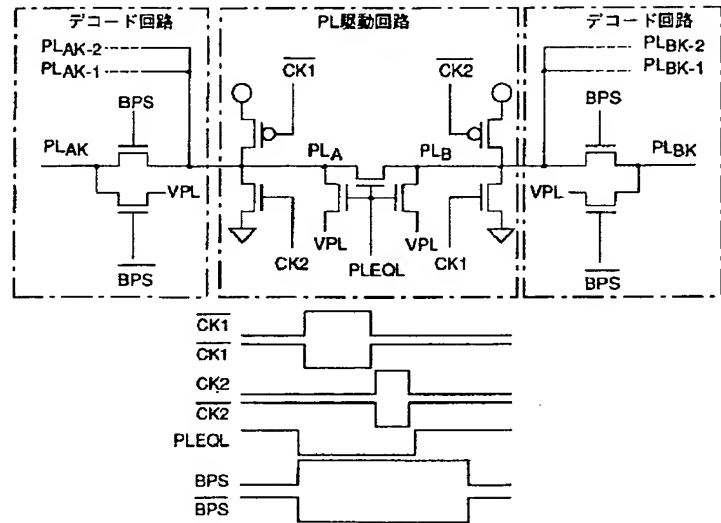 デコード回路
PL駆動回路
デコード回路
PLAK-2
PLAK-1
CK1
CK2
PLBK-2
PLBK-1
BPS
BPS
PLAK
PLA
PLB
PLBK
VPL
VPL
VPL
VPL
BPS
CK2
PLEQL
CK1
BPS
CK1
CK1
CK2
CK2
PLEQL
BPS
BPS